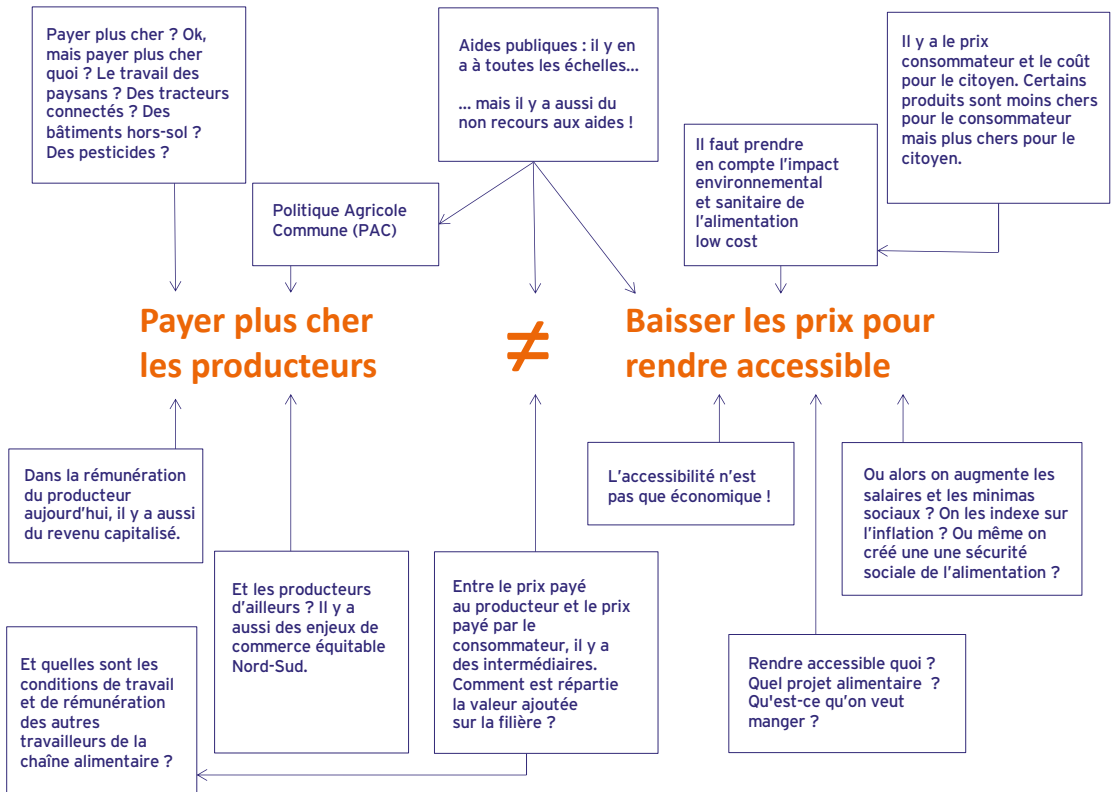 Payer plus cher ? Ok,
mais payer plus cher
quoi ? Le travail des
paysans ? Des tracteurs
connectés ? Des
bâtiments hors-sol ?
Des pesticides ?
Aides publiques : il y en
a à toutes les échelles...
... mais il y a aussi du
non recours aux aides !
Il y a le prix
consommateur et le coût
pour le citoyen. Certains
produits sont moins chers
pour le consommateur
mais plus chers pour le
citoyen.
Il faut prendre
en compte l'impact
environnemental
et sanitaire de
l'alimentation
low cost
Politique Agricole
Commune (PAC)
Payer plus cher
les producteurs
≠
Baisser les prix pour
rendre accessible
Dans la rémunération
du producteur
aujourd'hui, il y a aussi
du revenu capitalisé.
L'accessibilité n'est
pas que économique !
Ou alors on augmente les
salaires et les minimas
sociaux ? On les indexe sur
l'inflation ? Ou même on
créé une une sécurité
sociale de l'alimentation ?
Et les producteurs
d'ailleurs ? Il y a
aussi des enjeux de
commerce équitable
Nord-Sud.
Entre le prix payé
au producteur et le prix
payé par le
consommateur, il y a
des intermédiaires.
Comment est répartie
la valeur ajoutée
sur la filière ?
Et quelles sont les
conditions de travail
et de rémunération
des autres
travailleurs de la
chaîne alimentaire ?
Rendre accessible quoi ?
Quel projet alimentaire ?
Qu'est-ce qu'on veut
manger ?